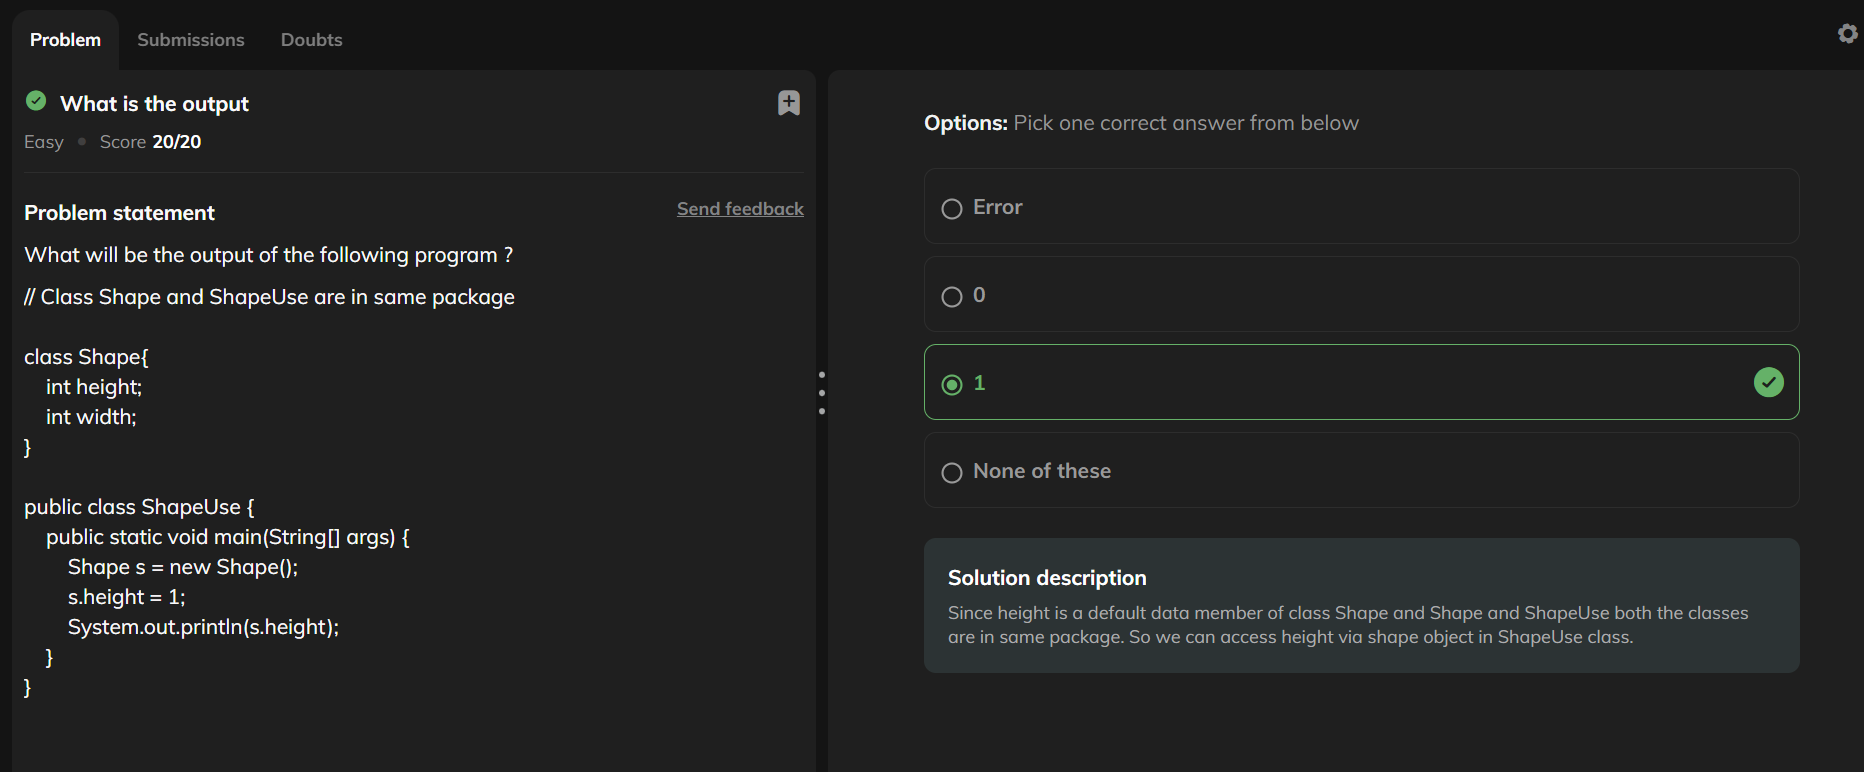 Problem
Submissions
Doubts
What is the output
Easy
Score 20/20
Problem statement
Send feedback
What will be the output of the following program ?
// Class Shape and ShapeUse are in same package
class Shape{
int height;
int width;
}
public class ShapeUse {
public static void main(String[] args) {
Shape s = new Shape();
s.height = 1;
System.out.println(s.height);
}
}
Options: Pick one correct answer from below
Error
0
1
None of these
Solution description
Since height is a default data member of class Shape and Shape and ShapeUse both the classes
are in same package. So we can access height via shape object in ShapeUse class.